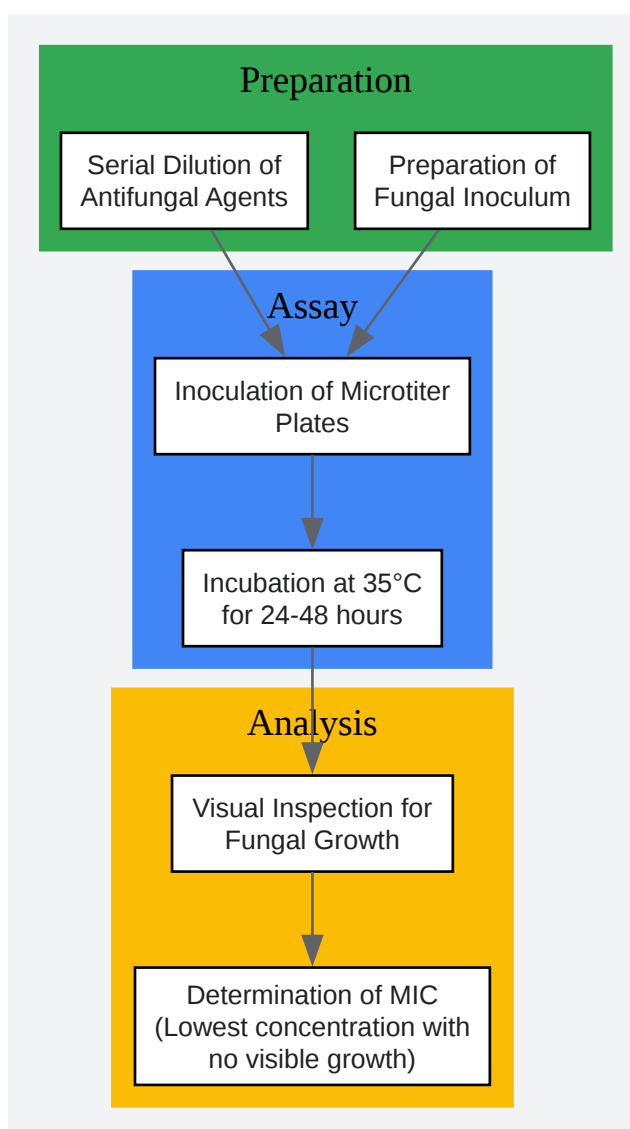 Preparation
Serial Dilution of
Antifungal Agents
Preparation of
Fungal Inoculum
Assay
Inoculation of Microtiter
Plates
Incubation at 35°C
for 24-48 hours
Analysis
Visual Inspection for
Fungal Growth
Determination of MIC
(Lowest concentration with
no visible growth)